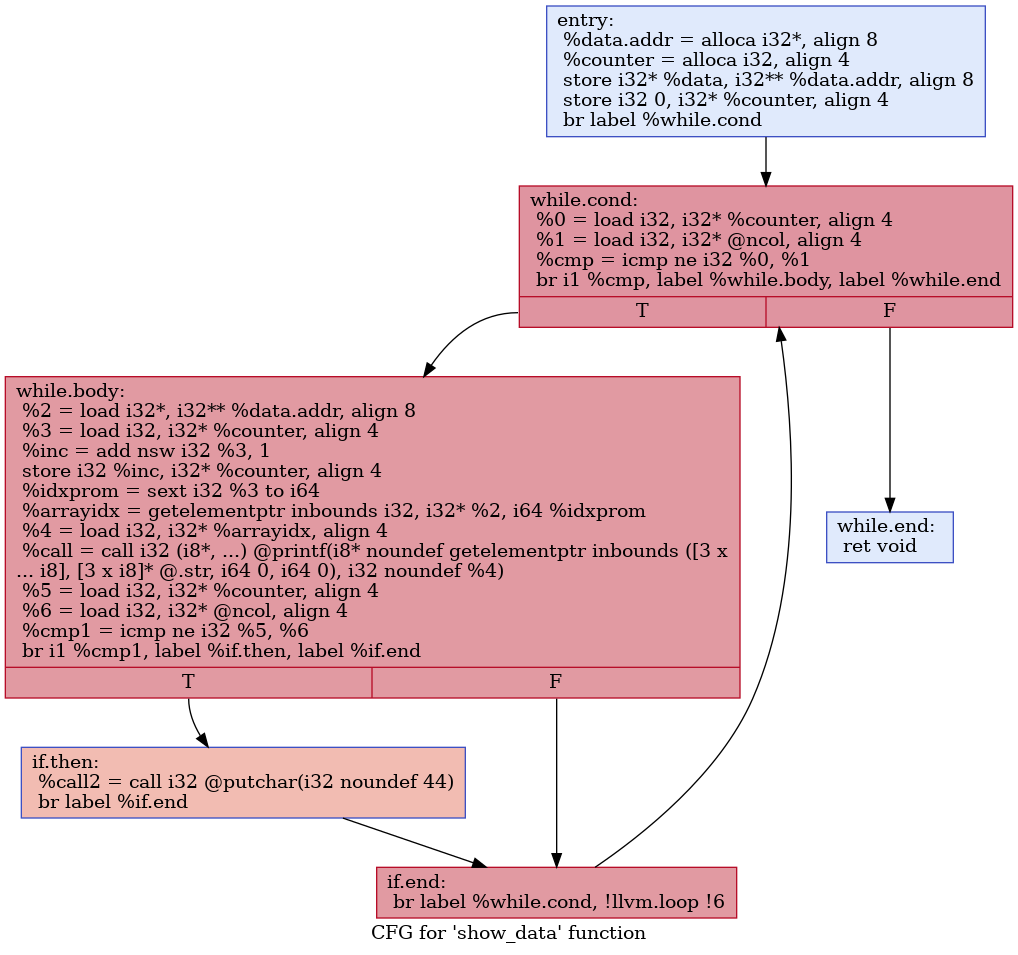 entry:
%data.addr = alloca i32*, align 8
%counter = alloca i32, align 4
store i32* %data, i32** %data.addr, align 8
store i32 0, i32* %counter, align 4
br label %while.cond
while.cond:
%0 = load i32, i32* %counter, align 4
%1 = load i32, i32* @ncol, align 4
%cmp = icmp ne i32 %0, %1
br i1 %cmp, label %while.body, label %while.end
T
F
while.body:
%2 = load i32*, i32** %data.addr, align 8
%3 = load i32, i32* %counter, align 4
%inc = add nsw i32 %3, 1
store i32 %inc, i32* %counter, align 4
%idxprom = sext i32 %3 to i64
%arrayidx = getelementptr inbounds i32, i32* %2, i64 %idxprom
%4 = load i32, i32* %arrayidx, align 4
%call = call i32 (i8*, ...) @printf(i8* noundef getelementptr inbounds ([3 x
... i8], [3 x i8]* @.str, i64 0, i64 0), i32 noundef %4)
%5 = load i32, i32* %counter, align 4
%6 = load i32, i32* @ncol, align 4
%cmp1 = icmp ne i32 %5, %6
br i1 %cmp1, label %if.then, label %if.end
T
F
while.end:
ret void
if.then:
%call2 = call i32 @putchar(i32 noundef 44)
br label %if.end
if.end:
br label %while.cond, !llvm.loop !6
CFG for 'show_data' function